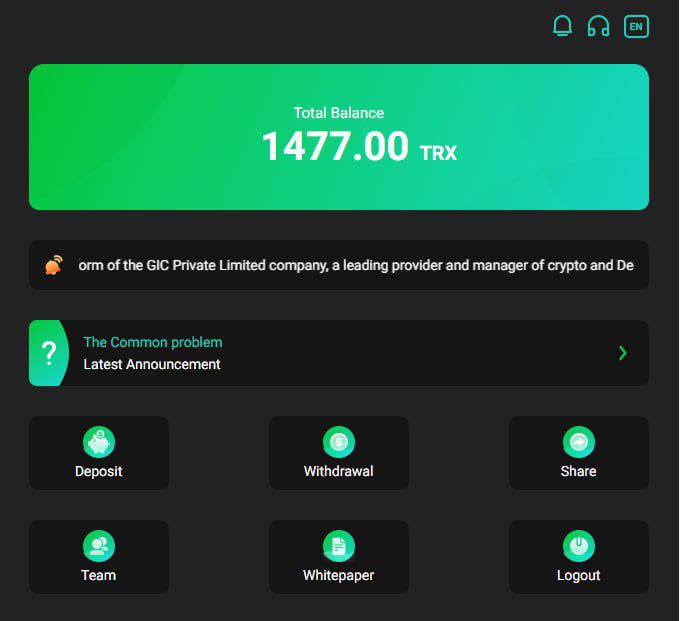 EN
Total Balance
1477.00 TRX
orm of the GIC Private Limited company, a leading provider and manager of crypto and De
?
The Common problem
Latest Announcement
Deposit
Withdrawal
Share
Team
Whitepaper
Logout